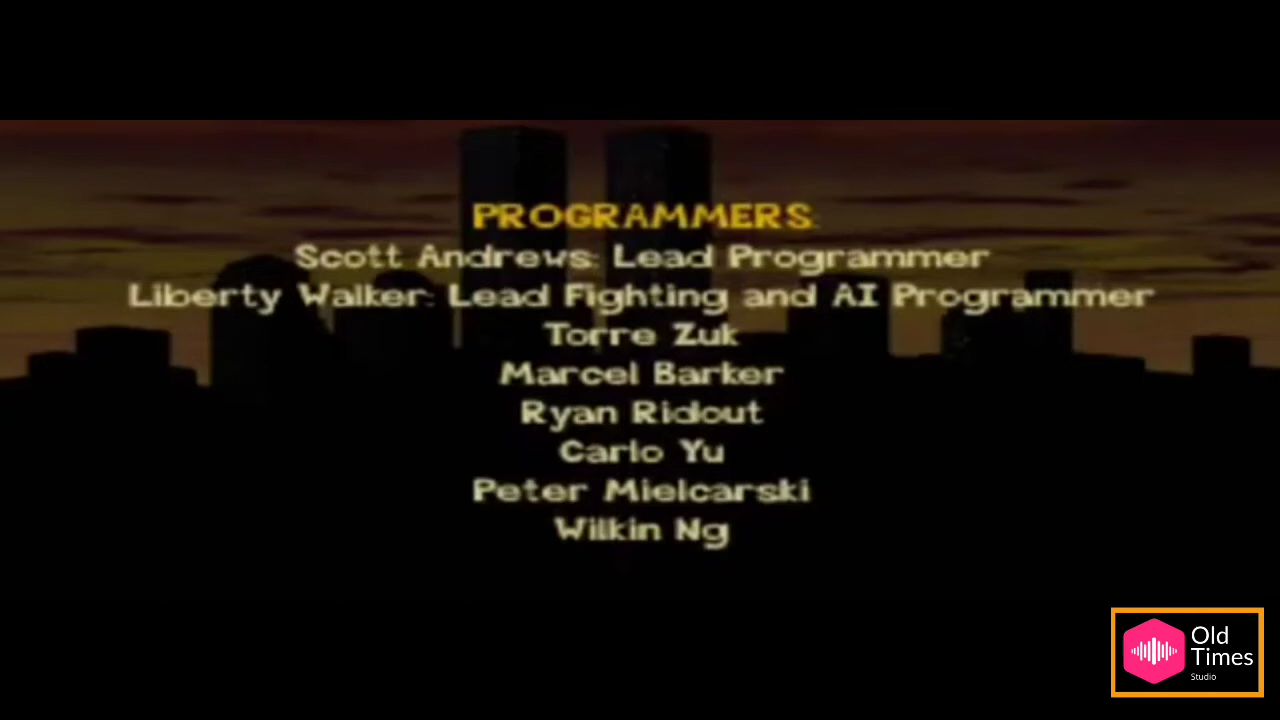 PROGRAMMERS:
Scott Andrews: Lead Programmer
Liberty Walker: Lead Fighting and AI Programmer
Torre Zuk
Marcel Barker
Ryan Ridout
Carlo Yu
Peter Mielcarski
Wilkin Ng
Old
Times
Studio